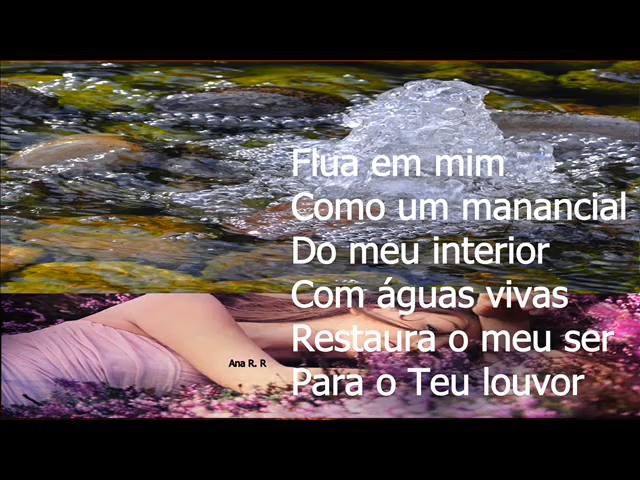 Flua em mim
Como um manancial
Do meu interior
Com águas vivas
Restaura o meu ser
Ana R. R
Para o Teu louvor